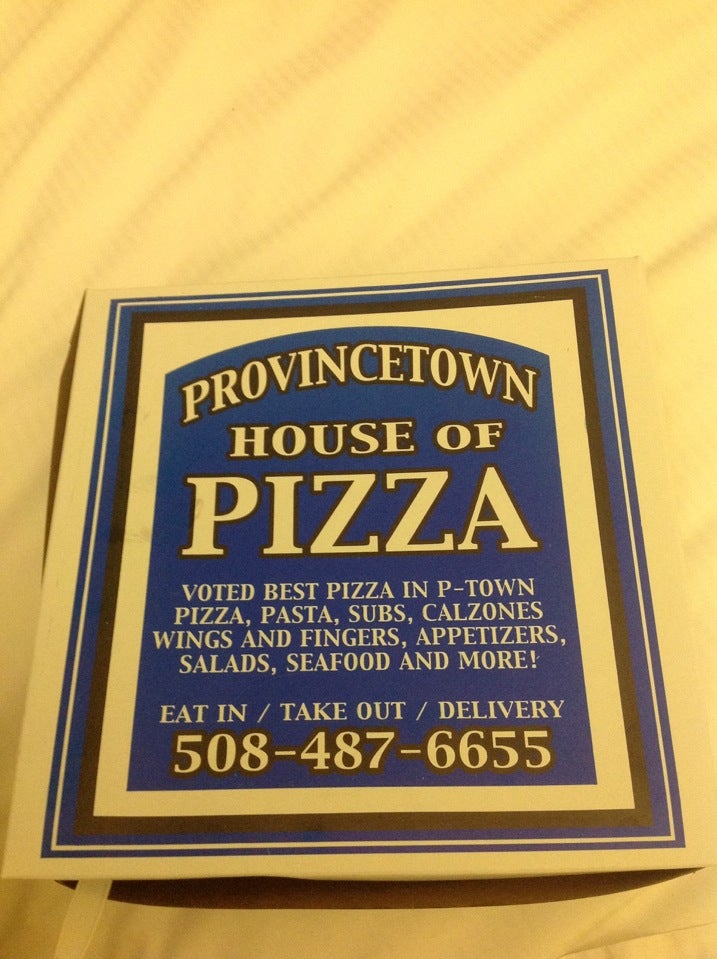 PROVINCETOWN
HOUSE OF
PIZZA
VOTED BEST PIZZA IN P-TOWN
PIZZA, PASTA, SUBS, CALZONES
WINGS AND FINGERS, APPETIZERS,
SALADS, SEAFOOD AND MORE!
EAT IN / TAKE OUT / DELIVERY
508-487-6655